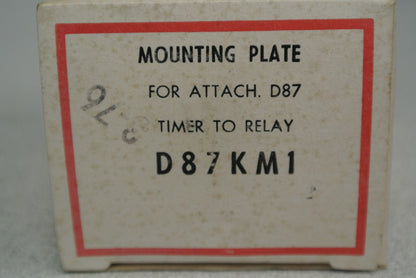 MOUNTING PLATE
FOR ATTACH. D87
TIMER TO RELAY
D87KM1